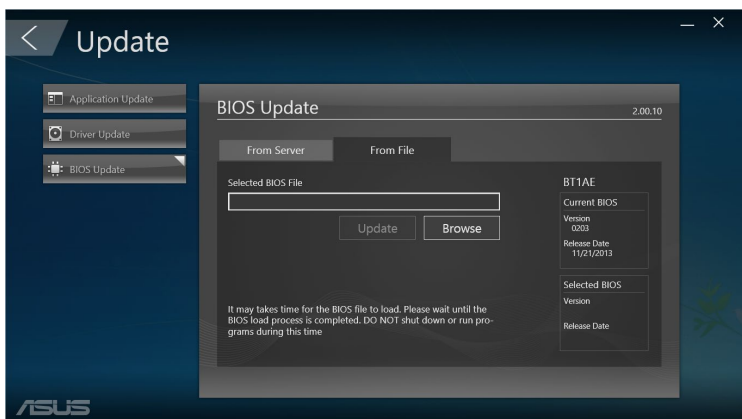 Update
Application Update
Driver Update
BIOS Update
BIOS Update
2.00.10
From Server
From File
Selected BIOS File
Update
Browse
It may takes time for the BIOS file to load. Please wait until the
BIOS load process is completed. DO NOT shut down or run pro-
grams during this time
BT1AE
Current BIOS
Version
0203
Release Date
11/21/2013
Selected BIOS
Version
Release Date
ASUS